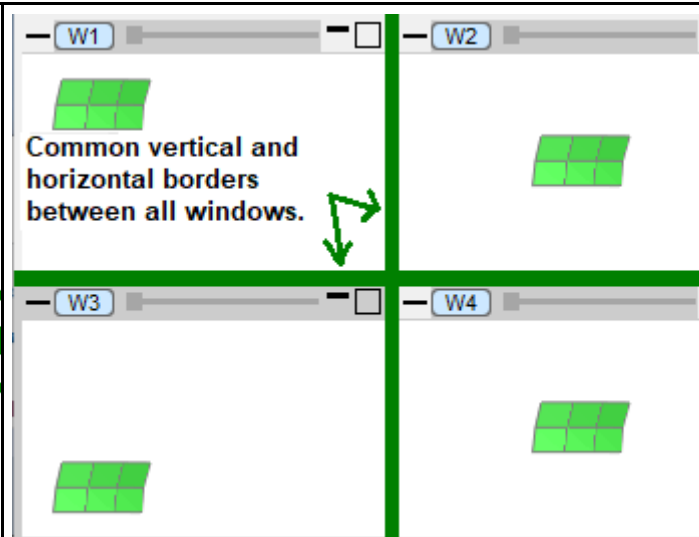 W1
W2
Common vertical and
horizontal borders
between all windows.
W3
W4